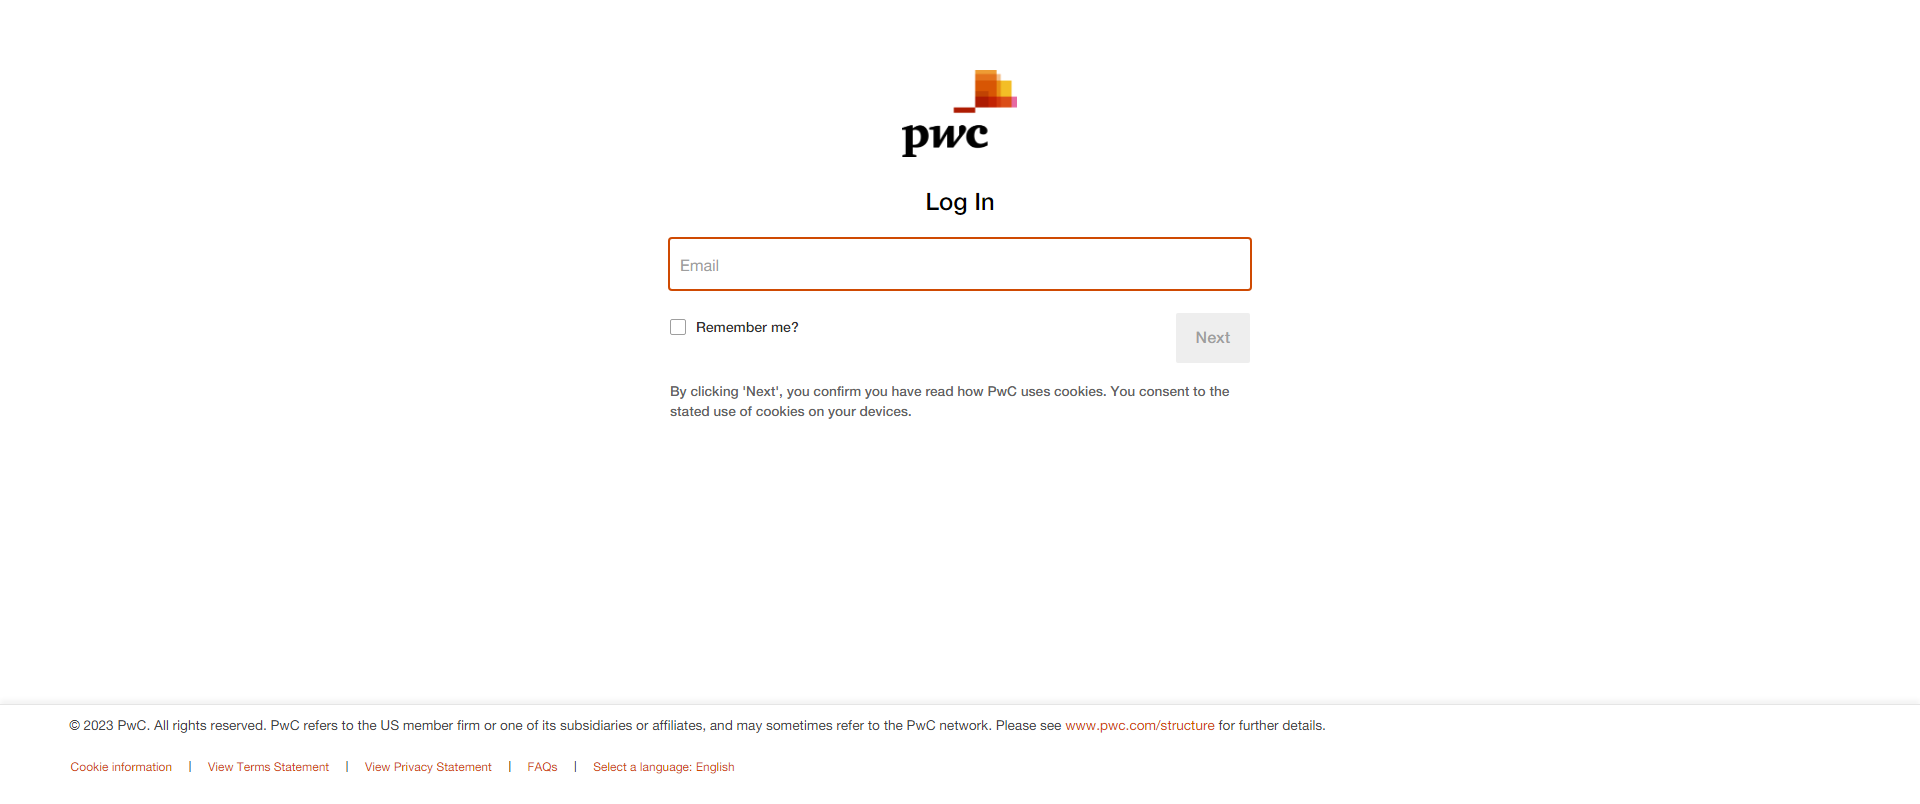 pwc
Log In
Email
Remember me?
Next
By clicking 'Next', you confirm you have read how PwC uses cookies. You consent to the
stated use of cookies on your devices.
© 2023 PwC. All rights reserved. PwC refers to the US member firm or one of its subsidiaries or affiliates, and may sometimes refer to the PwC network. Please see www.pwc.com/structure for further details.
Cookie information | View Terms Statement | View Privacy Statement | FAQs | Select a language: English